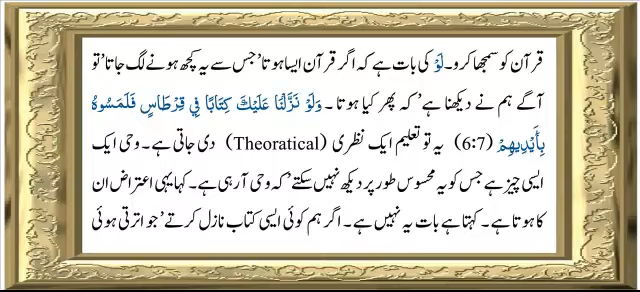 قرآن کو سمجھا کرو۔ لَوْ کی بات ہے کہ اگر قرآن ایسا ہوتا' جس سے یہ کچھ ہونے لگ جاتا' تو
آگے ہم نے دیکھنا ہے' کہ پھر کیا ہوتا ۔ وَلَوْ نَزَّلْنَا عَلَيْكَ كِتَابًا فِي قِرْطَاسٍ فَلَمَسُوهُ
بِأَيْدِيهِمْ (6:7) یہ تو تعلیم ایک نظری (Theoratical) دی جاتی ہے۔ وحی ایک
ایسی چیز ہے جس کو یہ محسوس طور پر دیکھ نہیں سکتے' کہ وحی آ رہی ہے۔ کہا یہی اعتراض ان
کا ہوتا ہے۔ کہتا ہے بات یہ نہیں ہے۔ اگر ہم کوئی ایسی کتاب نازل کرتے' جو اترتی ہوئی